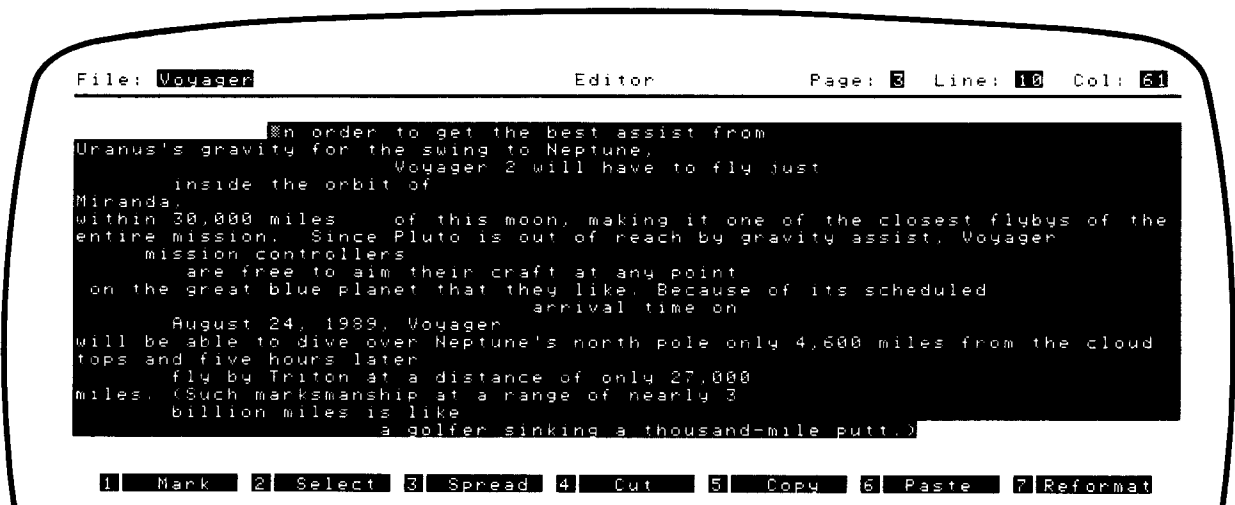 File: Voyager Editor Page: 3 Line: 10 Col: 61
▒n order to get the best assist from
Uranus's gravity for the swing to Neptune,
Voyager 2 will have to fly just
inside the orbit of
Miranda,
within 30,000 miles of this moon, making it one of the closest flybys of the
entire mission. Since Pluto is out of reach by gravity assist, Voyager
mission controllers
are free to aim their craft at any point
on the great blue planet that they like. Because of its scheduled
arrival time on
August 24, 1989, Voyager
will be able to dive over Neptune's north pole only 4,600 miles from the cloud
tops and five hours later
fly by Triton at a distance of only 27,000
miles. (Such marksmanship at a range of nearly 3
billion miles is like
a golfer sinking a thousand-mile putt.)
1 Mark 2 Select 3 Spread 4 Cut 5 Copy 6 Paste 7 Reformat